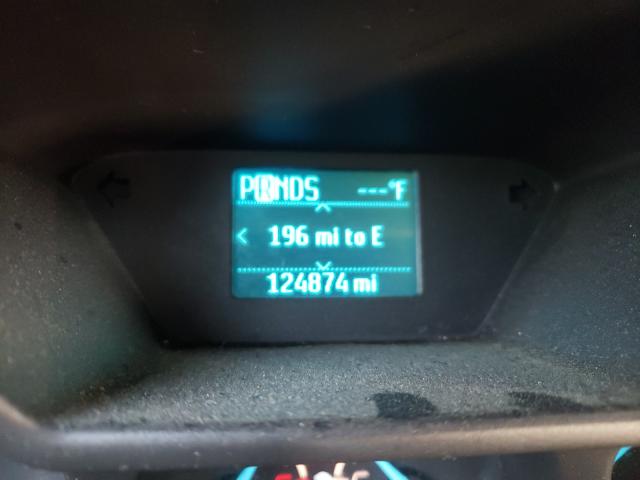 PRNDS ---°F
196 mi to E
124874 mi